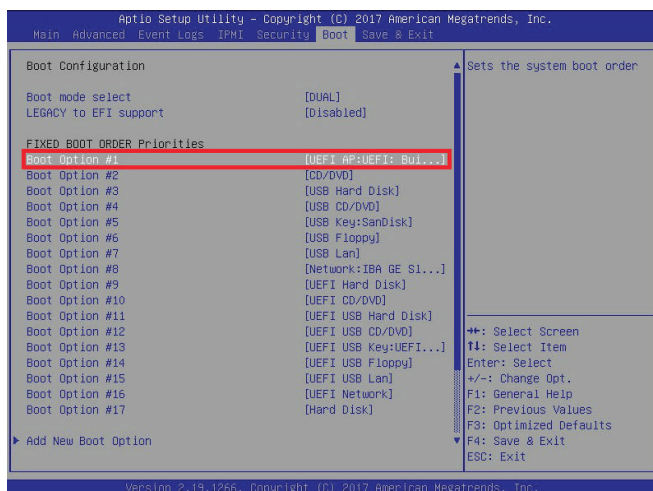 Aptio Setup Utility – Copyright (C) 2017 American Megatrends, Inc.
Main Advanced Event Logs IPMI Security Boot Save & Exit
Boot Configuration
Boot mode select [DUAL]
LEGACY to EFI support [Disabled]
FIXED BOOT ORDER Priorities
Boot Option #1 [UEFI AP:UEFI: Bui...]
Boot Option #2 [CD/DVD]
Boot Option #3 [USB Hard Disk]
Boot Option #4 [USB CD/DVD]
Boot Option #5 [USB Key:SanDisk]
Boot Option #6 [USB Floppy]
Boot Option #7 [USB Lan]
Boot Option #8 [Network:IBA GE Sl...]
Boot Option #9 [UEFI Hard Disk]
Boot Option #10 [UEFI CD/DVD]
Boot Option #11 [UEFI USB Hard Disk]
Boot Option #12 [UEFI USB CD/DVD]
Boot Option #13 [UEFI USB Key:UEFI...]
Boot Option #14 [UEFI USB Floppy]
Boot Option #15 [UEFI USB Lan]
Boot Option #16 [UEFI Network]
Boot Option #17 [Hard Disk]
Add New Boot Option
Sets the system boot order
→←: Select Screen
↑↓: Select Item
Enter: Select
+/-: Change Opt.
F1: General Help
F2: Previous Values
F3: Optimized Defaults
F4: Save & Exit
ESC: Exit
Version 2.19.1266. Copyright (C) 2017 American Megatrends, Inc.